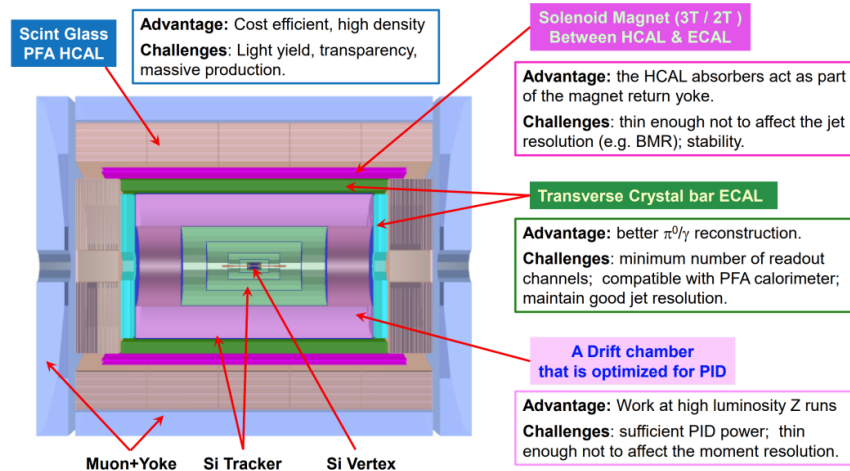 Scint Glass
PFA HCAL
Advantage: Cost efficient, high density
Challenges: Light yield, transparency,
massive production.
Solenoid Magnet (3T / 2T )
Between HCAL & ECAL
Advantage: the HCAL absorbers act as part
of the magnet return yoke.
Challenges: thin enough not to affect the jet
resolution (e.g. BMR); stability.
Transverse Crystal bar ECAL
Advantage: better π⁰/γ reconstruction.
Challenges: minimum number of readout
channels; compatible with PFA calorimeter;
maintain good jet resolution.
A Drift chamber
that is optimized for PID
Advantage: Work at high luminosity Z runs
Challenges: sufficient PID power; thin
enough not to affect the moment resolution.
Muon+Yoke
Si Tracker
Si Vertex